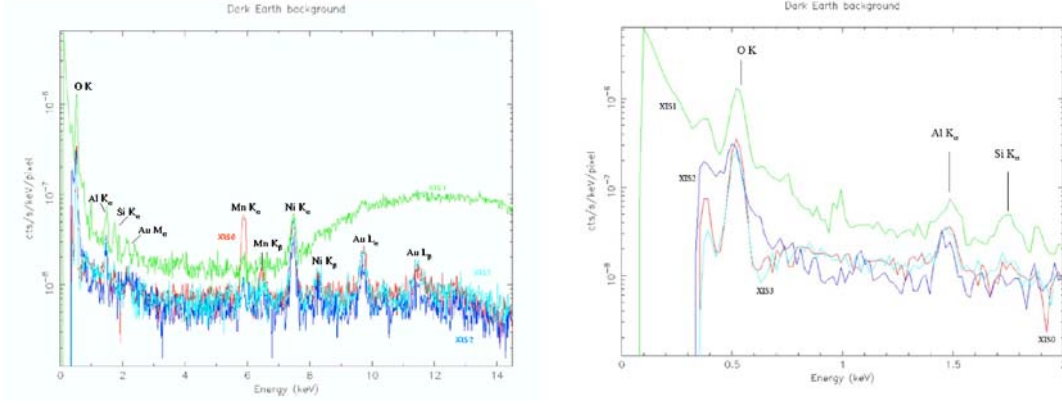 Dark Earth background
O K
Al Kα
Si Kα
Au Mα
XIS0
Mn Kα
Mn Kβ
Ni Kα
Ni Kβ
Au Lα
Au Lβ
XIS1
XIS3
XIS2
cts/s/keV/pixel
10⁻⁶
10⁻⁷
10⁻⁸
0 2 4 6 8 10 12 14
Energy (keV)
Dark Earth background
O K
XIS1
XIS2
XIS3
Al Kα
Si Kα
XIS0
cts/s/keV/pixel
10⁻⁶
10⁻⁷
10⁻⁸
0 0.5 1 1.5 2
Energy (keV)